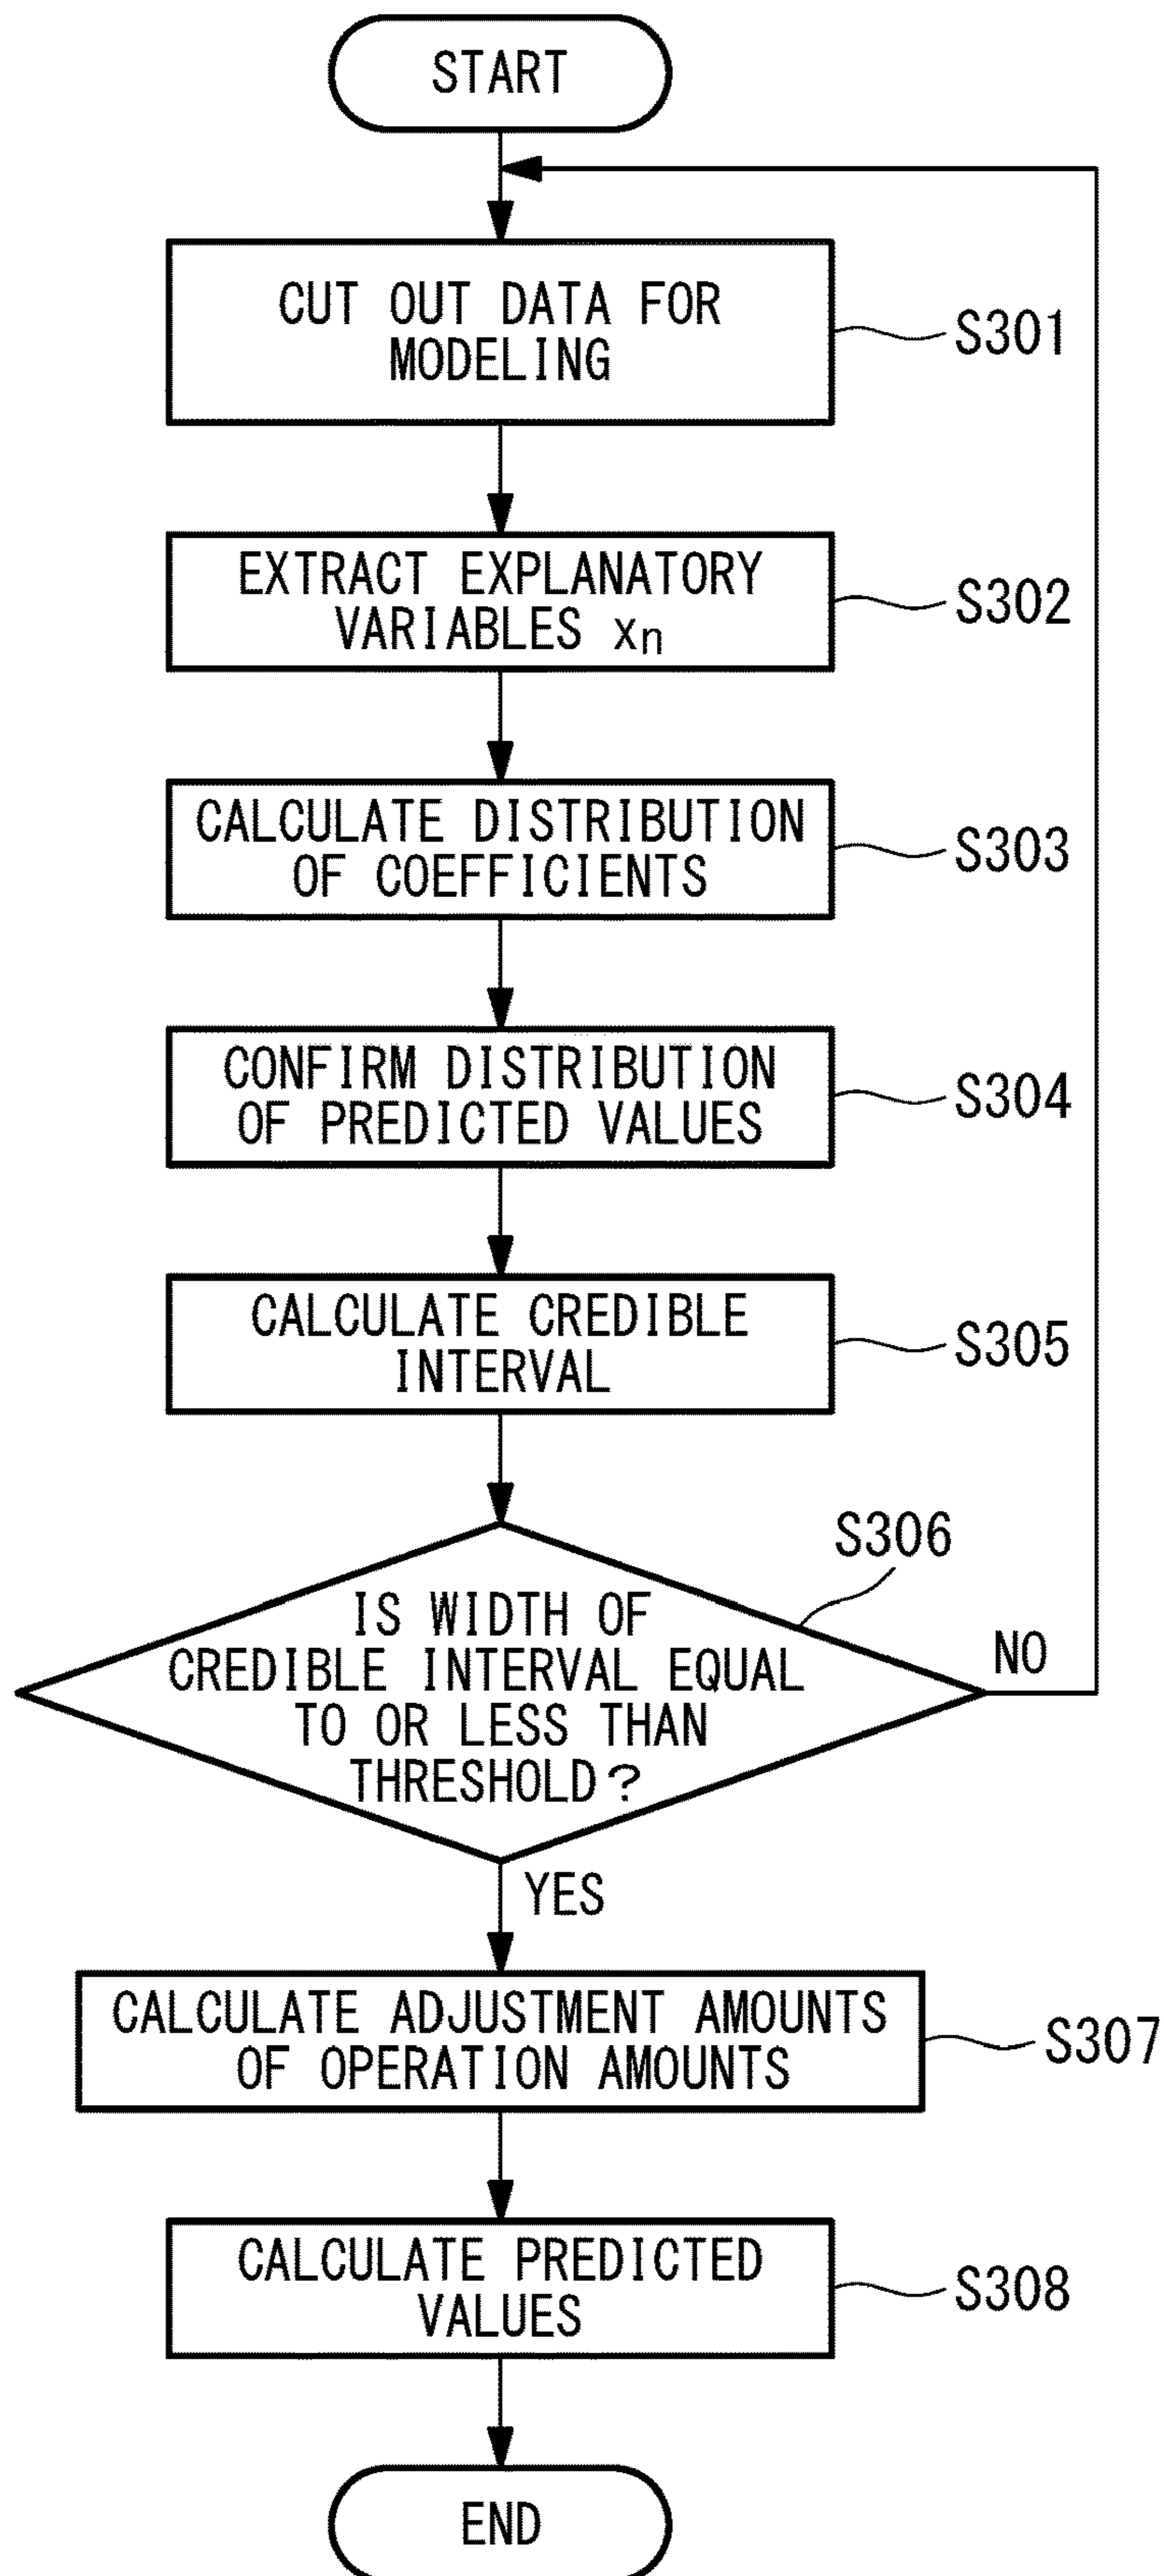 START
CUT OUT DATA FOR
MODELING
S301
EXTRACT EXPLANATORY
VARIABLES xn
S302
CALCULATE DISTRIBUTION
OF COEFFICIENTS
S303
CONFIRM DISTRIBUTION
OF PREDICTED VALUES
S304
CALCULATE CREDIBLE
INTERVAL
S305
S306
IS WIDTH OF
CREDIBLE INTERVAL EQUAL
TO OR LESS THAN
THRESHOLD?
NO
YES
CALCULATE ADJUSTMENT AMOUNTS
OF OPERATION AMOUNTS
S307
CALCULATE PREDICTED
VALUES
S308
END